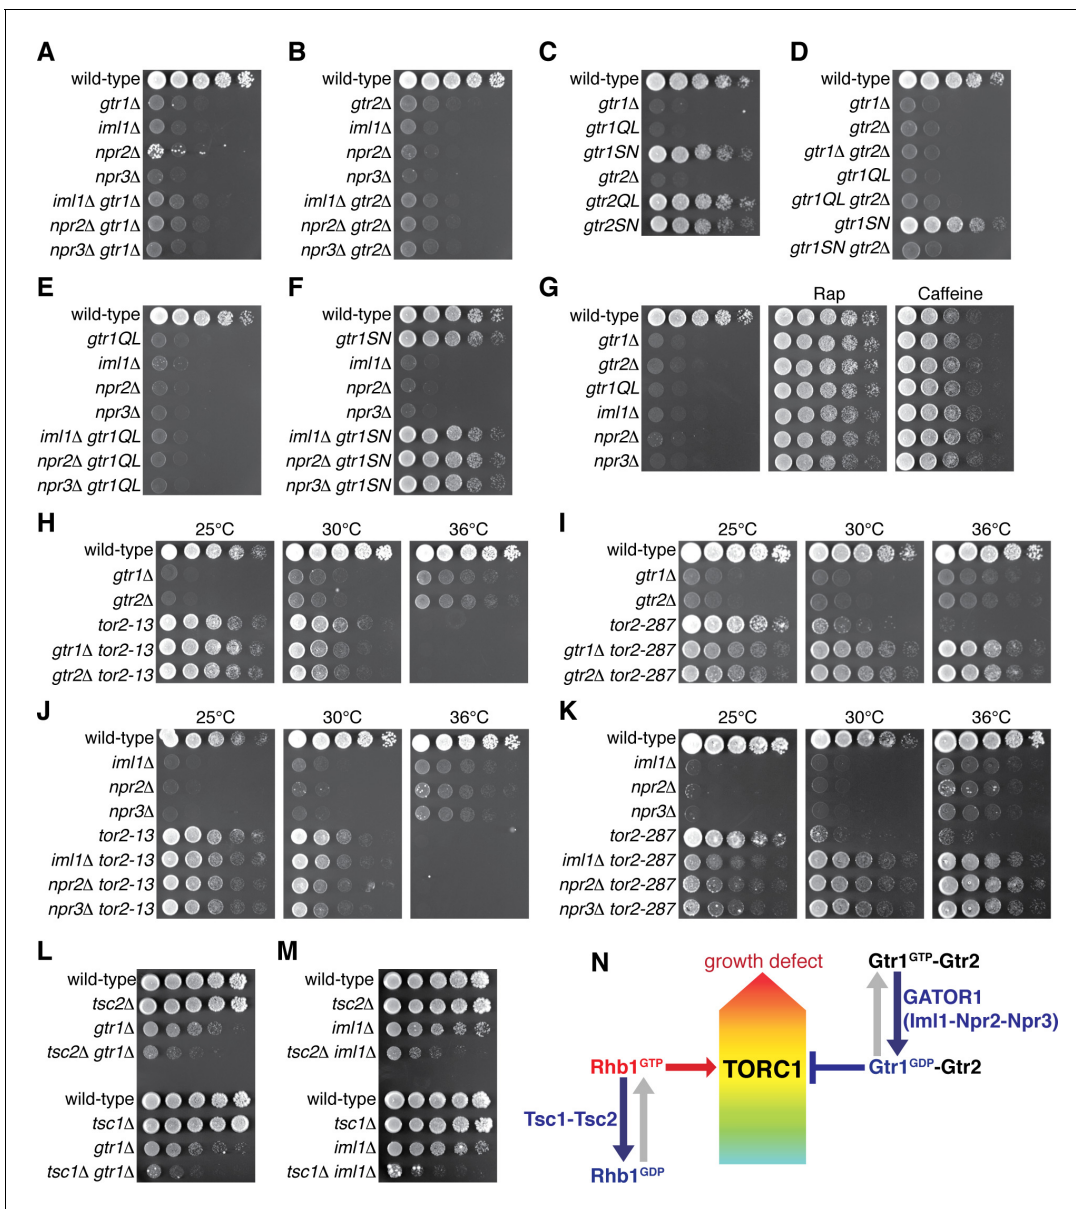 A
wild-type
gtr1Δ
iml1Δ
npr2Δ
npr3Δ
iml1Δ gtr1Δ
npr2Δ gtr1Δ
npr3Δ gtr1Δ
B
wild-type
gtr2Δ
iml1Δ
npr2Δ
npr3Δ
iml1Δ gtr2Δ
npr2Δ gtr2Δ
npr3Δ gtr2Δ
C
wild-type
gtr1Δ
gtr1QL
gtr1SN
gtr2Δ
gtr2QL
gtr2SN
D
wild-type
gtr1Δ
gtr2Δ
gtr1Δ gtr2Δ
gtr1QL
gtr1QL gtr2Δ
gtr1SN
gtr1SN gtr2Δ
E
wild-type
gtr1QL
iml1Δ
npr2Δ
npr3Δ
iml1Δ gtr1QL
npr2Δ gtr1QL
npr3Δ gtr1QL
F
wild-type
gtr1SN
iml1Δ
npr2Δ
npr3Δ
iml1Δ gtr1SN
npr2Δ gtr1SN
npr3Δ gtr1SN
G
Rap
Caffeine
wild-type
gtr1Δ
gtr2Δ
gtr1QL
iml1Δ
npr2Δ
npr3Δ
H
25°C
30°C
36°C
wild-type
gtr1Δ
gtr2Δ
tor2-13
gtr1Δ tor2-13
gtr2Δ tor2-13
I
25°C
30°C
36°C
wild-type
gtr1Δ
gtr2Δ
tor2-287
gtr1Δ tor2-287
gtr2Δ tor2-287
J
25°C
30°C
36°C
wild-type
iml1Δ
npr2Δ
npr3Δ
tor2-13
iml1Δ tor2-13
npr2Δ tor2-13
npr3Δ tor2-13
K
25°C
30°C
36°C
wild-type
iml1Δ
npr2Δ
npr3Δ
tor2-287
iml1Δ tor2-287
npr2Δ tor2-287
npr3Δ tor2-287
L
wild-type
tsc2Δ
gtr1Δ
tsc2Δ gtr1Δ
wild-type
tsc1Δ
gtr1Δ
tsc1Δ gtr1Δ
M
wild-type
tsc2Δ
iml1Δ
tsc2Δ iml1Δ
wild-type
tsc1Δ
iml1Δ
tsc1Δ iml1Δ
N
growth defect
Gtr1GTP-Gtr2
GATOR1
(Iml1-Npr2-Npr3)
Rhb1GTP
TORC1
Gtr1GDP-Gtr2
Tsc1-Tsc2
Rhb1GDP